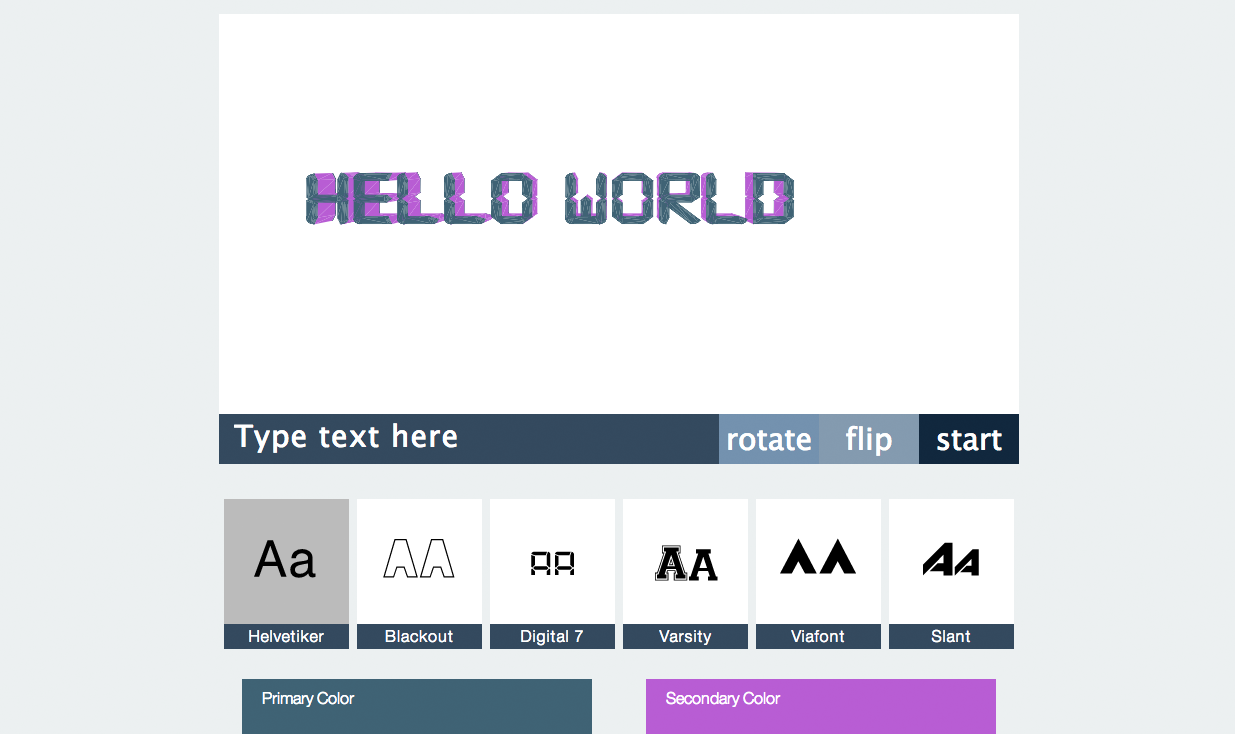 HELLO WORLD
Type text here rotate flip start
Aa AA AA AA AA Aa
Helvetiker Blackout Digital 7 Varsity Viafont Slant
Primary Color Secondary Color